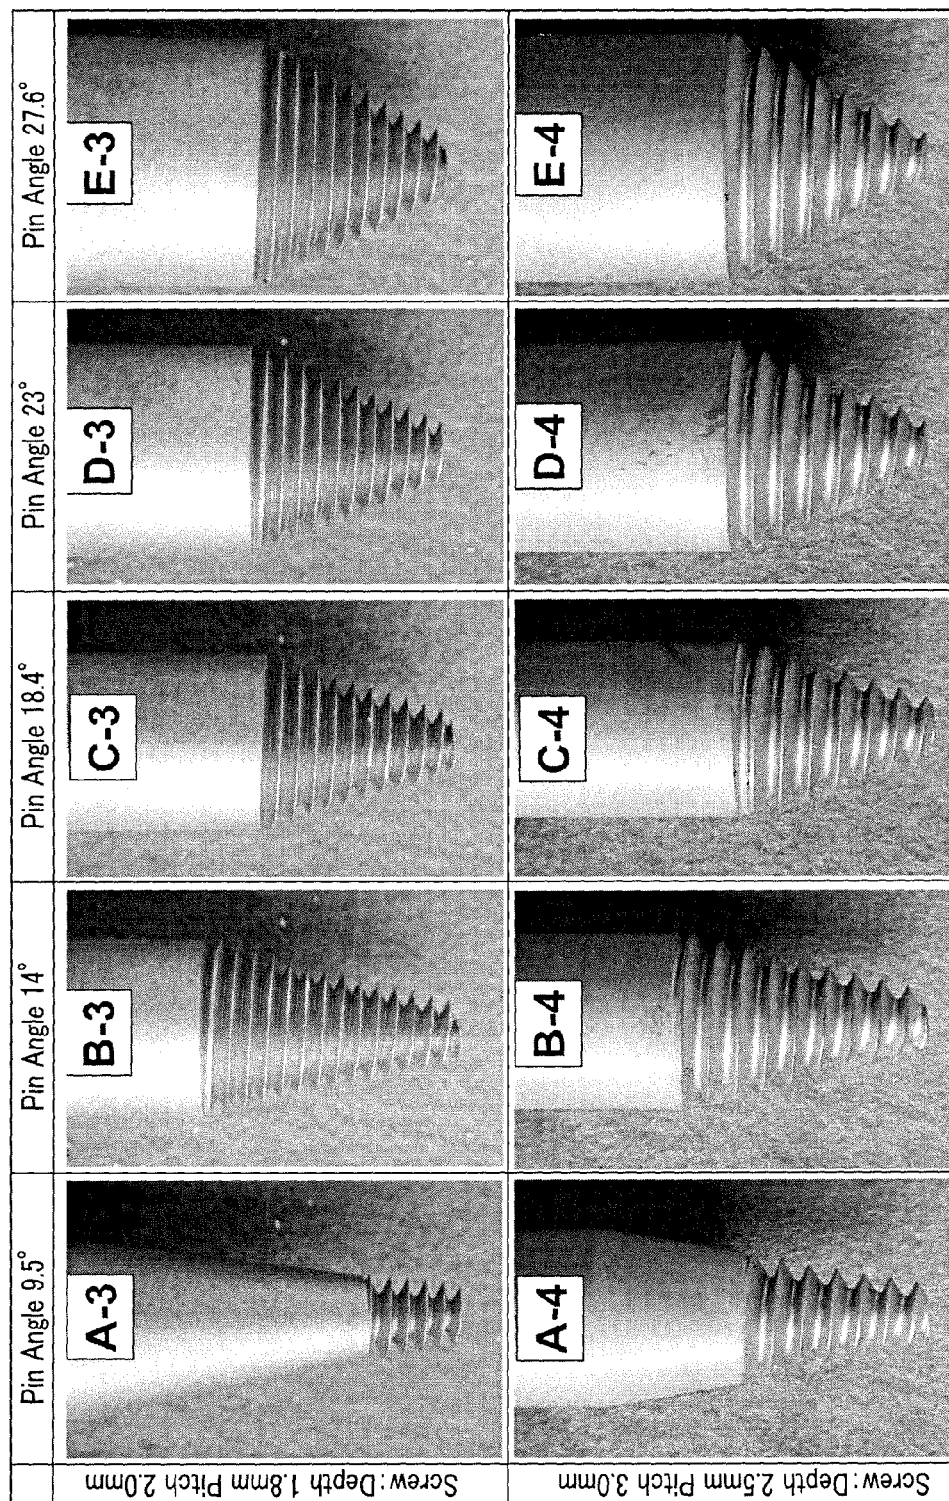 Pin Angle 9.5°
Pin Angle 14°
Pin Angle 18.4°
Pin Angle 23°
Pin Angle 27.6°
Screw: Depth 1.8mm Pitch 2.0mm
A-3
B-3
C-3
D-3
E-3
Screw: Depth 2.5mm Pitch 3.0mm
A-4
B-4
C-4
D-4
E-4